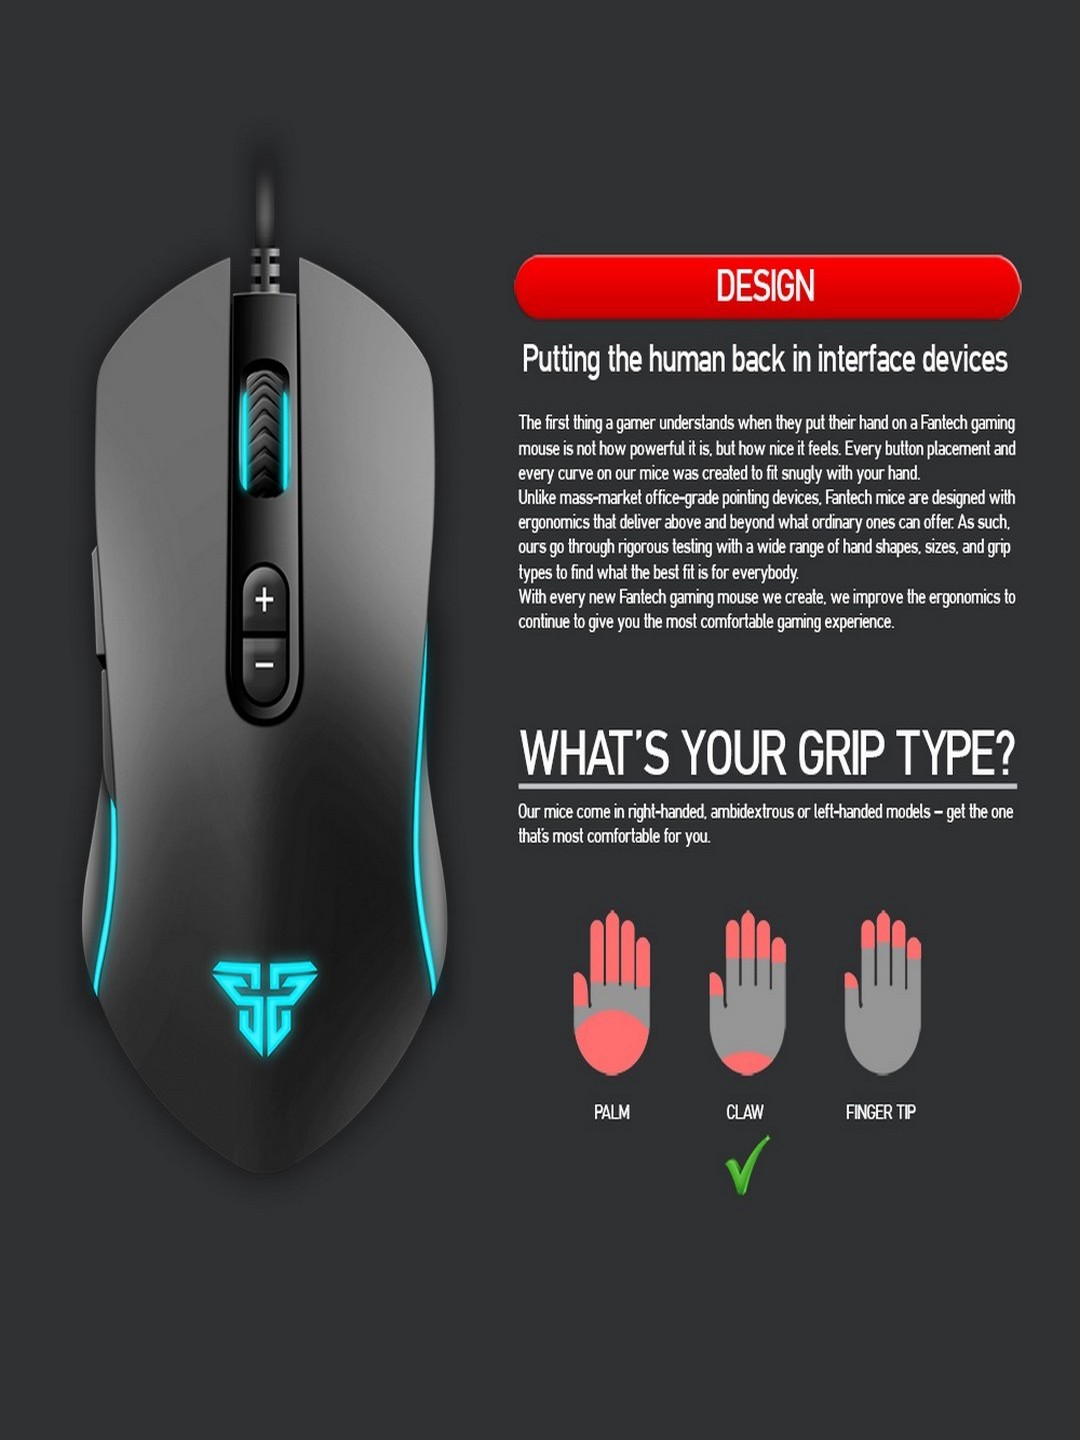 DESIGN
Putting the human back in interface devices
The first thing a gamer understands when they put their hand on a Fantech gaming
mouse is not how powerful it is, but how nice it feels. Every button placement and
every curve on our mice was created to fit snugly with your hand.
Unlike mass-market office-grade pointing devices, Fantech mice are designed with
ergonomics that deliver above and beyond what ordinary ones can offer. As such,
ours go through rigorous testing with a wide range of hand shapes, sizes, and grip
types to find what the best fit is for everybody.
With every new Fantech gaming mouse we create, we improve the ergonomics to
continue to give you the most comfortable gaming experience.
WHAT'S YOUR GRIP TYPE?
Our mice come in right-handed, ambidextrous or left-handed models – get the one
that's most comfortable for you.
PALM
CLAW
FINGER TIP
+
−